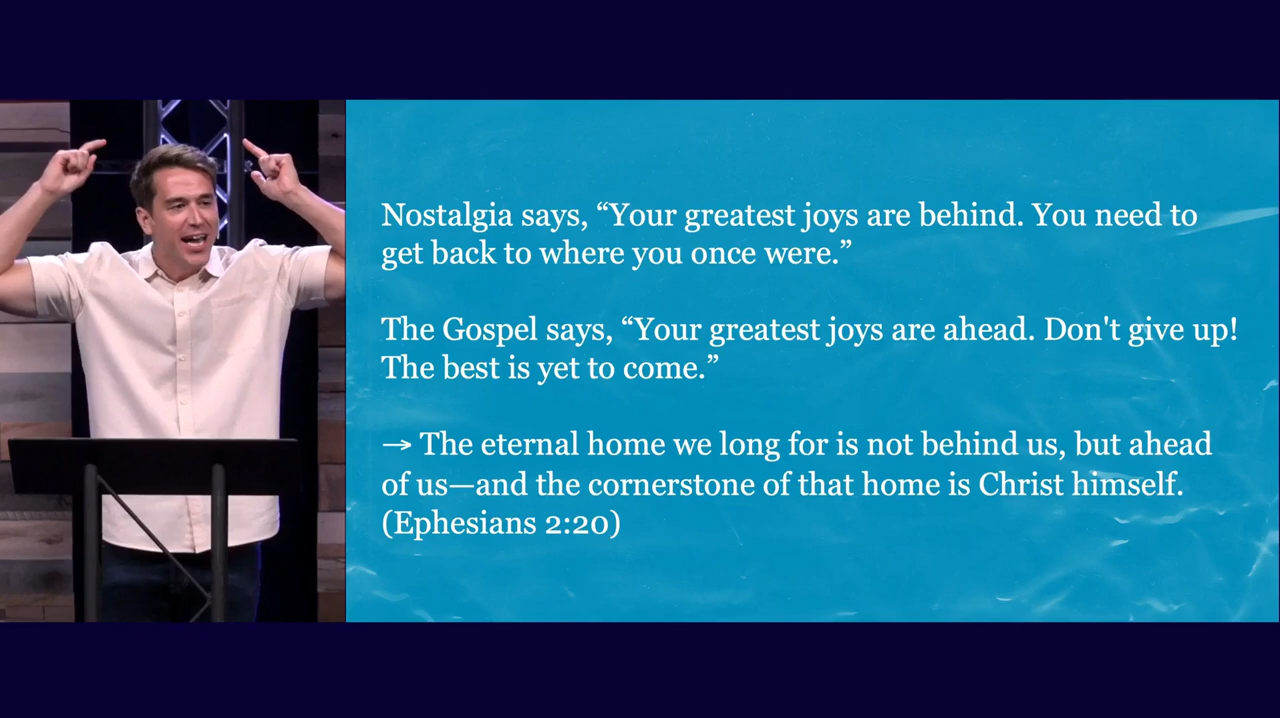 Nostalgia says, “Your greatest joys are behind. You need to
get back to where you once were.”
The Gospel says, “Your greatest joys are ahead. Don't give up!
The best is yet to come.”
→ The eternal home we long for is not behind us, but ahead
of us—and the cornerstone of that home is Christ himself.
(Ephesians 2:20)